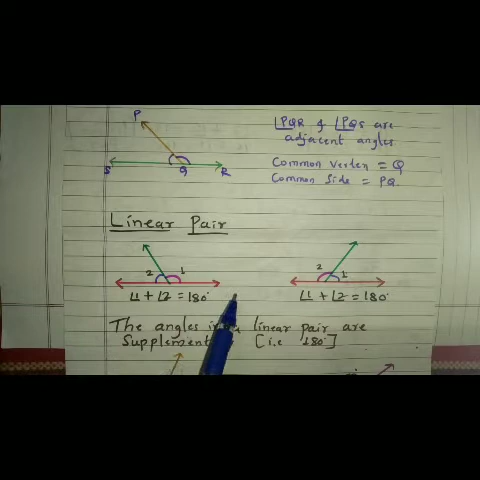 P
S
Q
R
∠PQR & ∠PQS are
adjacent angles
Common vertex = Q
Common Side = PQ.
Linear Pair
2 1
∠1 + ∠2 = 180°
2 1
∠1 + ∠2 = 180°
The angles in a linear pair are
Supplement [i.e 180°]